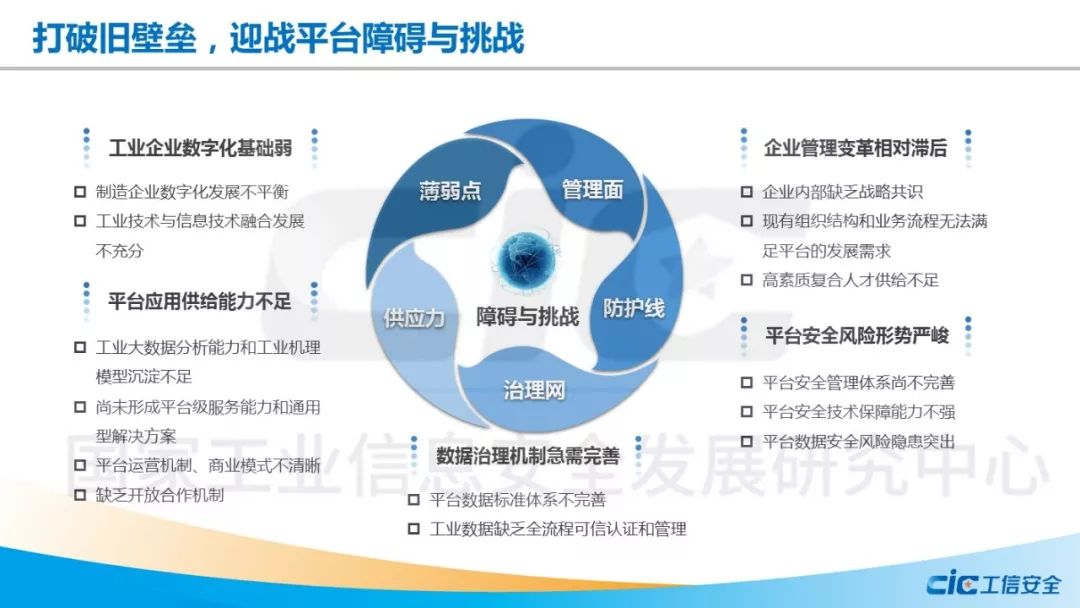 打破旧壁垒，迎战平台障碍与挑战
工业企业数字化基础弱
制造企业数字化发展不平衡
工业技术与信息技术融合发展
不充分
平台应用供给能力不足
工业大数据分析能力和工业机理
模型沉淀不足
尚未形成平台级服务能力和通用
型解决方案
平台运营机制、商业模式不清晰
缺乏开放合作机制
薄弱点
管理面
供应力
障碍与挑战
防护线
治理网
数据治理机制急需完善
平台数据标准体系不完善
工业数据缺乏全流程可信认证和管理
企业管理变革相对滞后
企业内部缺乏战略共识
现有组织结构和业务流程无法满
足平台的发展需求
高素质复合人才供给不足
平台安全风险形势严峻
平台安全管理体系尚不完善
平台安全技术保障能力不强
平台数据安全风险隐患突出
CIC
国家工业信息安全发展研究中心
CIC工信安全